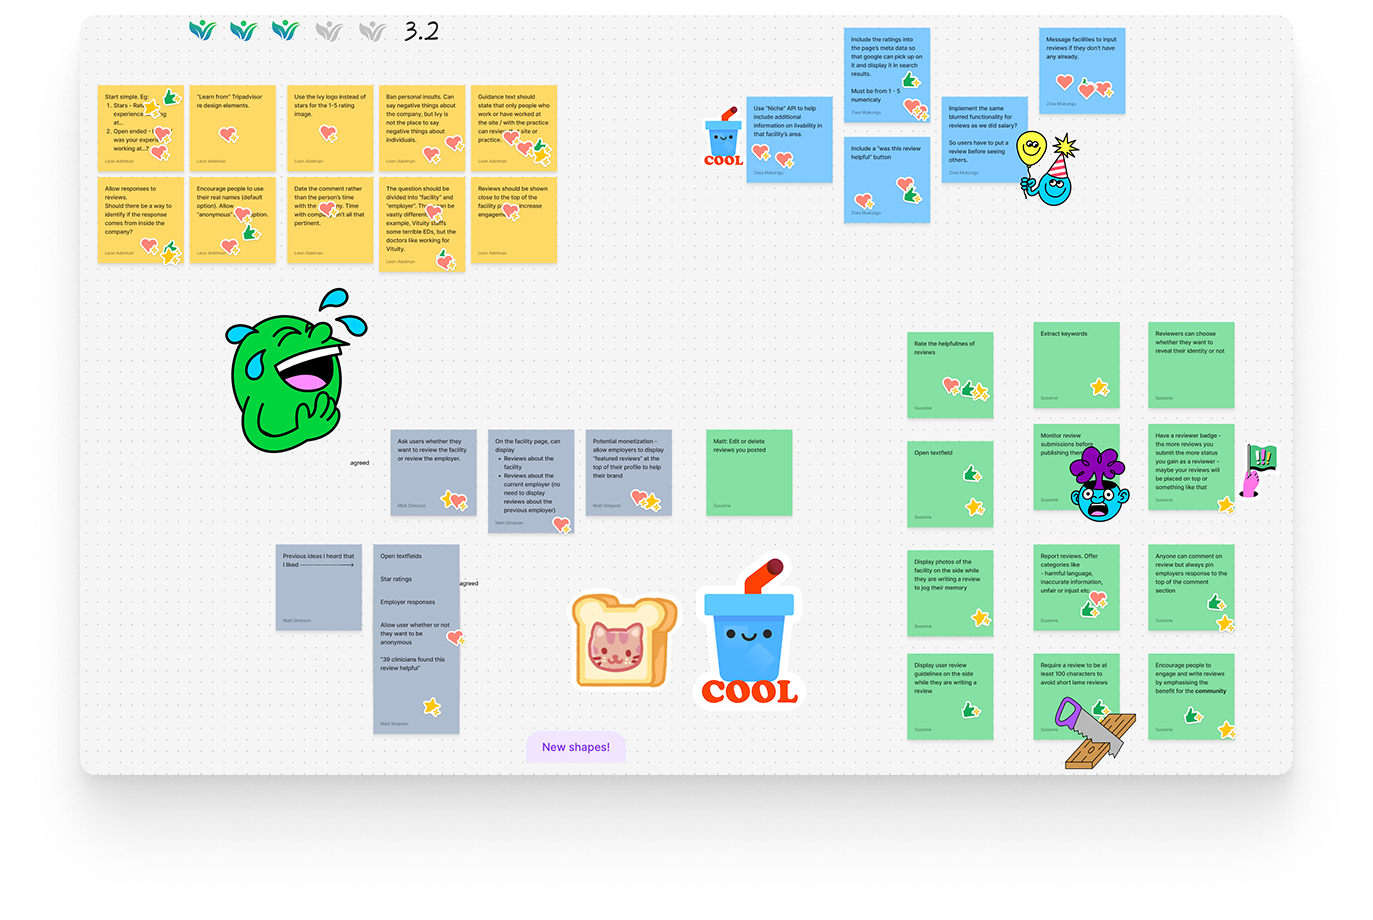 3.2
Start simple. Eg:
1. Stars - Rat
experience
at...
2. Open ended -
was your experi
working at...?
Leon Adelman
"Learn from" Tripadvisor
re design elements.
Leon Adelman
Use the ivy logo instead of
stars for the 1-5 rating
image.
Leon Adelman
Ban personal insults. Can
say negative things about
the company, but Ivy is
not the place to say
negative things about
individuals.
Leon Adelman
Guidance text should
state that only people who
work or have worked at
the site / with the practice
can review site or
practice.
Leon Adelman
Allow responses to
reviews.
Should there be a way to
identify if the response
comes from inside the
company?
Leon Adelman
Encourage people to use
their real names (default
option). Allow
"anonymous" option.
Leon Adelman
Date the comment rather
than the person's time
with the Time
with comp n't all that
pertinent.
Leon Adelman
The question should be
divided into "facility" and
"employer". Th n be
vastly different
example, Vituity staffs
some terrible EDs, but the
doctors like working for
Vituity.
Leon Adelman
Reviews should be shown
close to the top of the
facility p increase
engagem
Leon Adelman
COOL
Use "Niche" API to help
include additional
information on livability in
that facility's area.
Ziwa Mukungu
Include the ratings into
the page's meta data so
that google can pick up on
it and display it in search
results.
Must be from 1 - 5
numericaly
Ziwa Mukungu
Include a "was this review
helpful" button
Ziwa Mukungu
Implement the same
blurred functionality for
reviews as we did salary?
So users have to put a
review before seeing
others.
Ziwa Mukungu
Message facilities to input
reviews if they don't have
any already.
Ziwa Mukungu
agreed
Ask users whether they
want to review the facility
or review the employer.
Matt Simpson
On the facility page, can
display
• Reviews about the
facility
• Reviews about the
current employer (no
need to display
reviews about the
previous employer)
Matt Simpson
Potential monetization -
allow employers to display
"featured reviews" at the
top of their profile to help
their brand
Matt Simpson
Matt: Edit or delete
reviews you posted
Susanne
Previous ideas I heard that
I liked ------------------>
Matt Simpson
Open textfields
Star ratings
Employer responses
Allow user whether or not
they want to be
anonymous
"39 clinicians found this
review helpful"
Matt Simpson
agreed
COOL
New shapes!
Rate the helpfullnes of
reviews
Susanne
Extract keywords
Susanne
Reviewers can choose
whether they want to
reveal their identity or not
Susanne
Open textfield
Susanne
Monitor review
submissions before
publishing them
Susanne
Have a reviewer badge -
the more reviews you
submit the more status
you gain as a reviewer -
maybe your reviews will
be placed on top or
something like that
Susanne
!!!
Display photos of the
facility on the side while
they are writing a review
to jog their memory
Susanne
Report reviews. Offer
categories like
- harmful language,
inaccurate information,
unfair or injust etc
Susanne
Anyone can comment on
review but always pin
employers response to the
top of the comment
section
Susanne
Display user review
guidelines on the side
while they are writing a
review
Susanne
Require a review to be at
least 100 characters to
avoid short lame reviews
Susanne
Encourage people to
engage and write reviews
by emphasising the
benefit for the community
Susanne